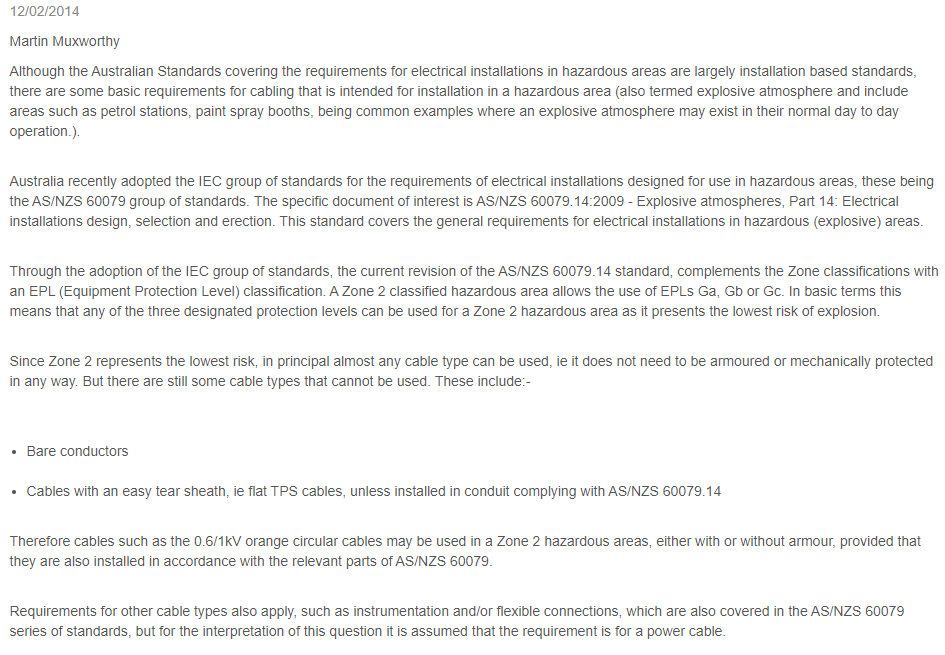 12/02/2014
Martin Muxworthy
Although the Australian Standards covering the requirements for electrical installations in hazardous areas are largely installation based standards,
there are some basic requirements for cabling that is intended for installation in a hazardous area (also termed explosive atmosphere and include
areas such as petrol stations, paint spray booths, being common examples where an explosive atmosphere may exist in their normal day to day
operation.).
Australia recently adopted the IEC group of standards for the requirements of electrical installations designed for use in hazardous areas, these being
the AS/NZS 60079 group of standards. The specific document of interest is AS/NZS 60079.14:2009 - Explosive atmospheres, Part 14: Electrical
installations design, selection and erection. This standard covers the general requirements for electrical installations in hazardous (explosive) areas.
Through the adoption of the IEC group of standards, the current revision of the AS/NZS 60079.14 standard, complements the Zone classifications with
an EPL (Equipment Protection Level) classification. A Zone 2 classified hazardous area allows the use of EPLs Ga, Gb or Gc. In basic terms this
means that any of the three designated protection levels can be used for a Zone 2 hazardous area as it presents the lowest risk of explosion.
Since Zone 2 represents the lowest risk, in principal almost any cable type can be used, ie it does not need to be armoured or mechanically protected
in any way. But there are still some cable types that cannot be used. These include:-
• Bare conductors
• Cables with an easy tear sheath, ie flat TPS cables, unless installed in conduit complying with AS/NZS 60079.14
Therefore cables such as the 0.6/1kV orange circular cables may be used in a Zone 2 hazardous areas, either with or without armour, provided that
they are also installed in accordance with the relevant parts of AS/NZS 60079.
Requirements for other cable types also apply, such as instrumentation and/or flexible connections, which are also covered in the AS/NZS 60079
series of standards, but for the interpretation of this question it is assumed that the requirement is for a power cable.